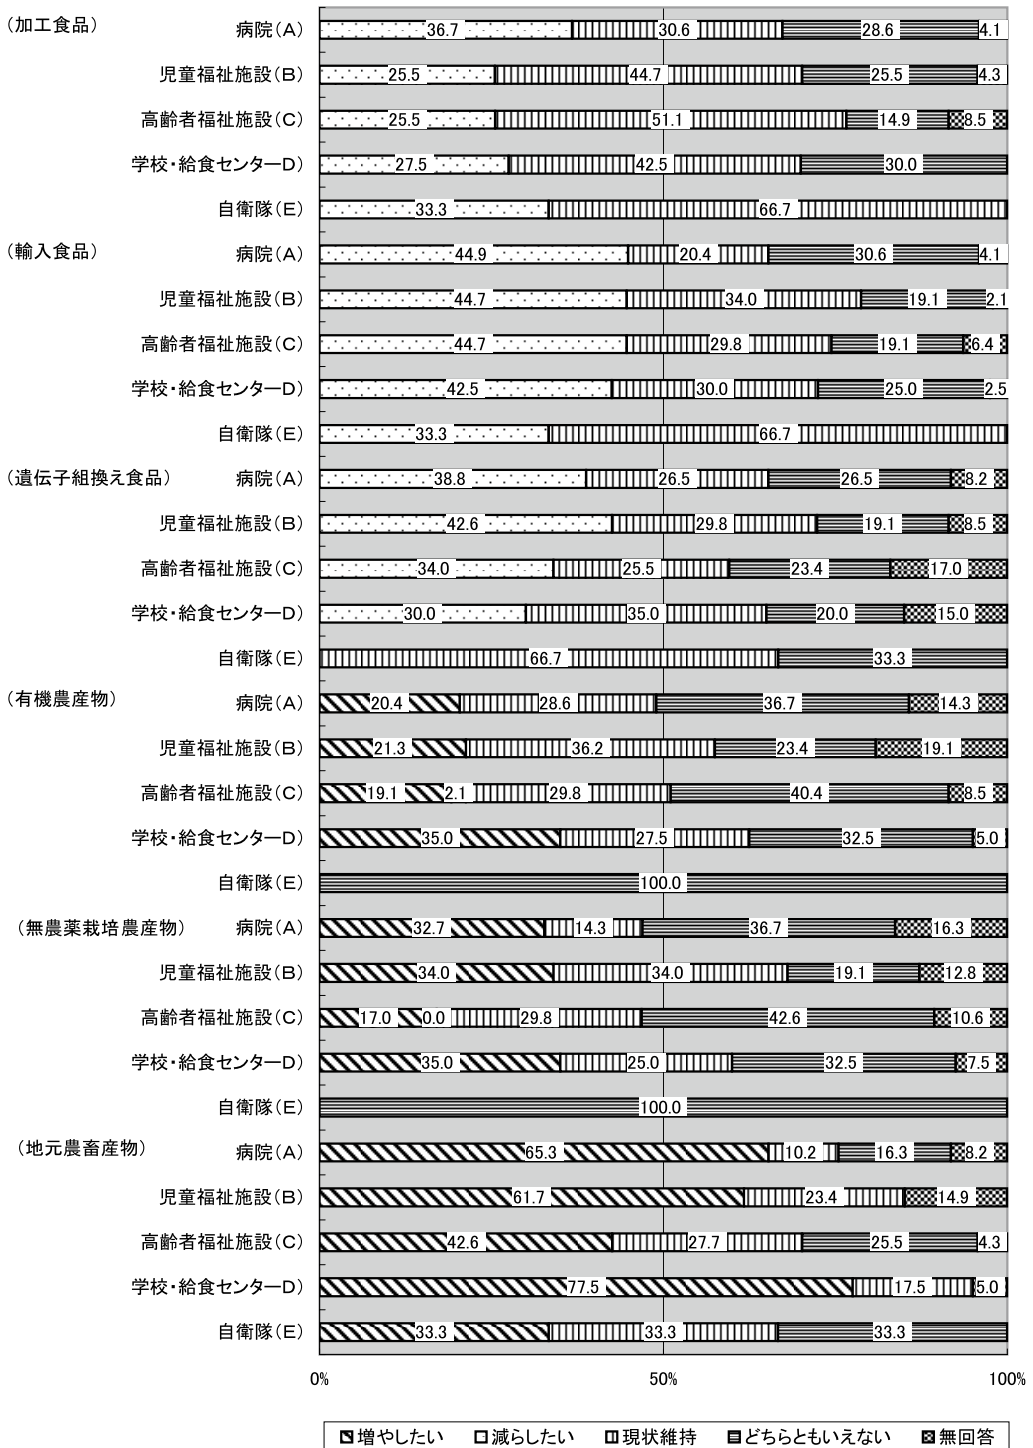 (加工食品) 病院(A) 36.7 30.6 28.6 4.1
児童福祉施設(B) 25.5 44.7 25.5 4.3
高齢者福祉施設(C) 25.5 51.1 14.9 8.5
学校・給食センターD) 27.5 42.5 30.0
自衛隊(E) 33.3 66.7
(輸入食品) 病院(A) 44.9 20.4 30.6 4.1
児童福祉施設(B) 44.7 34.0 19.1 2.1
高齢者福祉施設(C) 44.7 29.8 19.1 6.4
学校・給食センターD) 42.5 30.0 25.0 2.5
自衛隊(E) 33.3 66.7
(遺伝子組換え食品) 病院(A) 38.8 26.5 26.5 8.2
児童福祉施設(B) 42.6 29.8 19.1 8.5
高齢者福祉施設(C) 34.0 25.5 23.4 17.0
学校・給食センターD) 30.0 35.0 20.0 15.0
自衛隊(E) 66.7 33.3
(有機農産物) 病院(A) 20.4 28.6 36.7 14.3
児童福祉施設(B) 21.3 36.2 23.4 19.1
高齢者福祉施設(C) 19.1 2.1 29.8 40.4 8.5
学校・給食センターD) 35.0 27.5 32.5 5.0
自衛隊(E) 100.0
(無農薬栽培農産物) 病院(A) 32.7 14.3 36.7 16.3
児童福祉施設(B) 34.0 34.0 19.1 12.8
高齢者福祉施設(C) 17.0 0.0 29.8 42.6 10.6
学校・給食センターD) 35.0 25.0 32.5 7.5
自衛隊(E) 100.0
(地元農畜産物) 病院(A) 65.3 10.2 16.3 8.2
児童福祉施設(B) 61.7 23.4 14.9
高齢者福祉施設(C) 42.6 27.7 25.5 4.3
学校・給食センターD) 77.5 17.5 5.0
自衛隊(E) 33.3 33.3 33.3
0% 50% 100%
増やしたい 減らしたい 現状維持 どちらともいえない 無回答